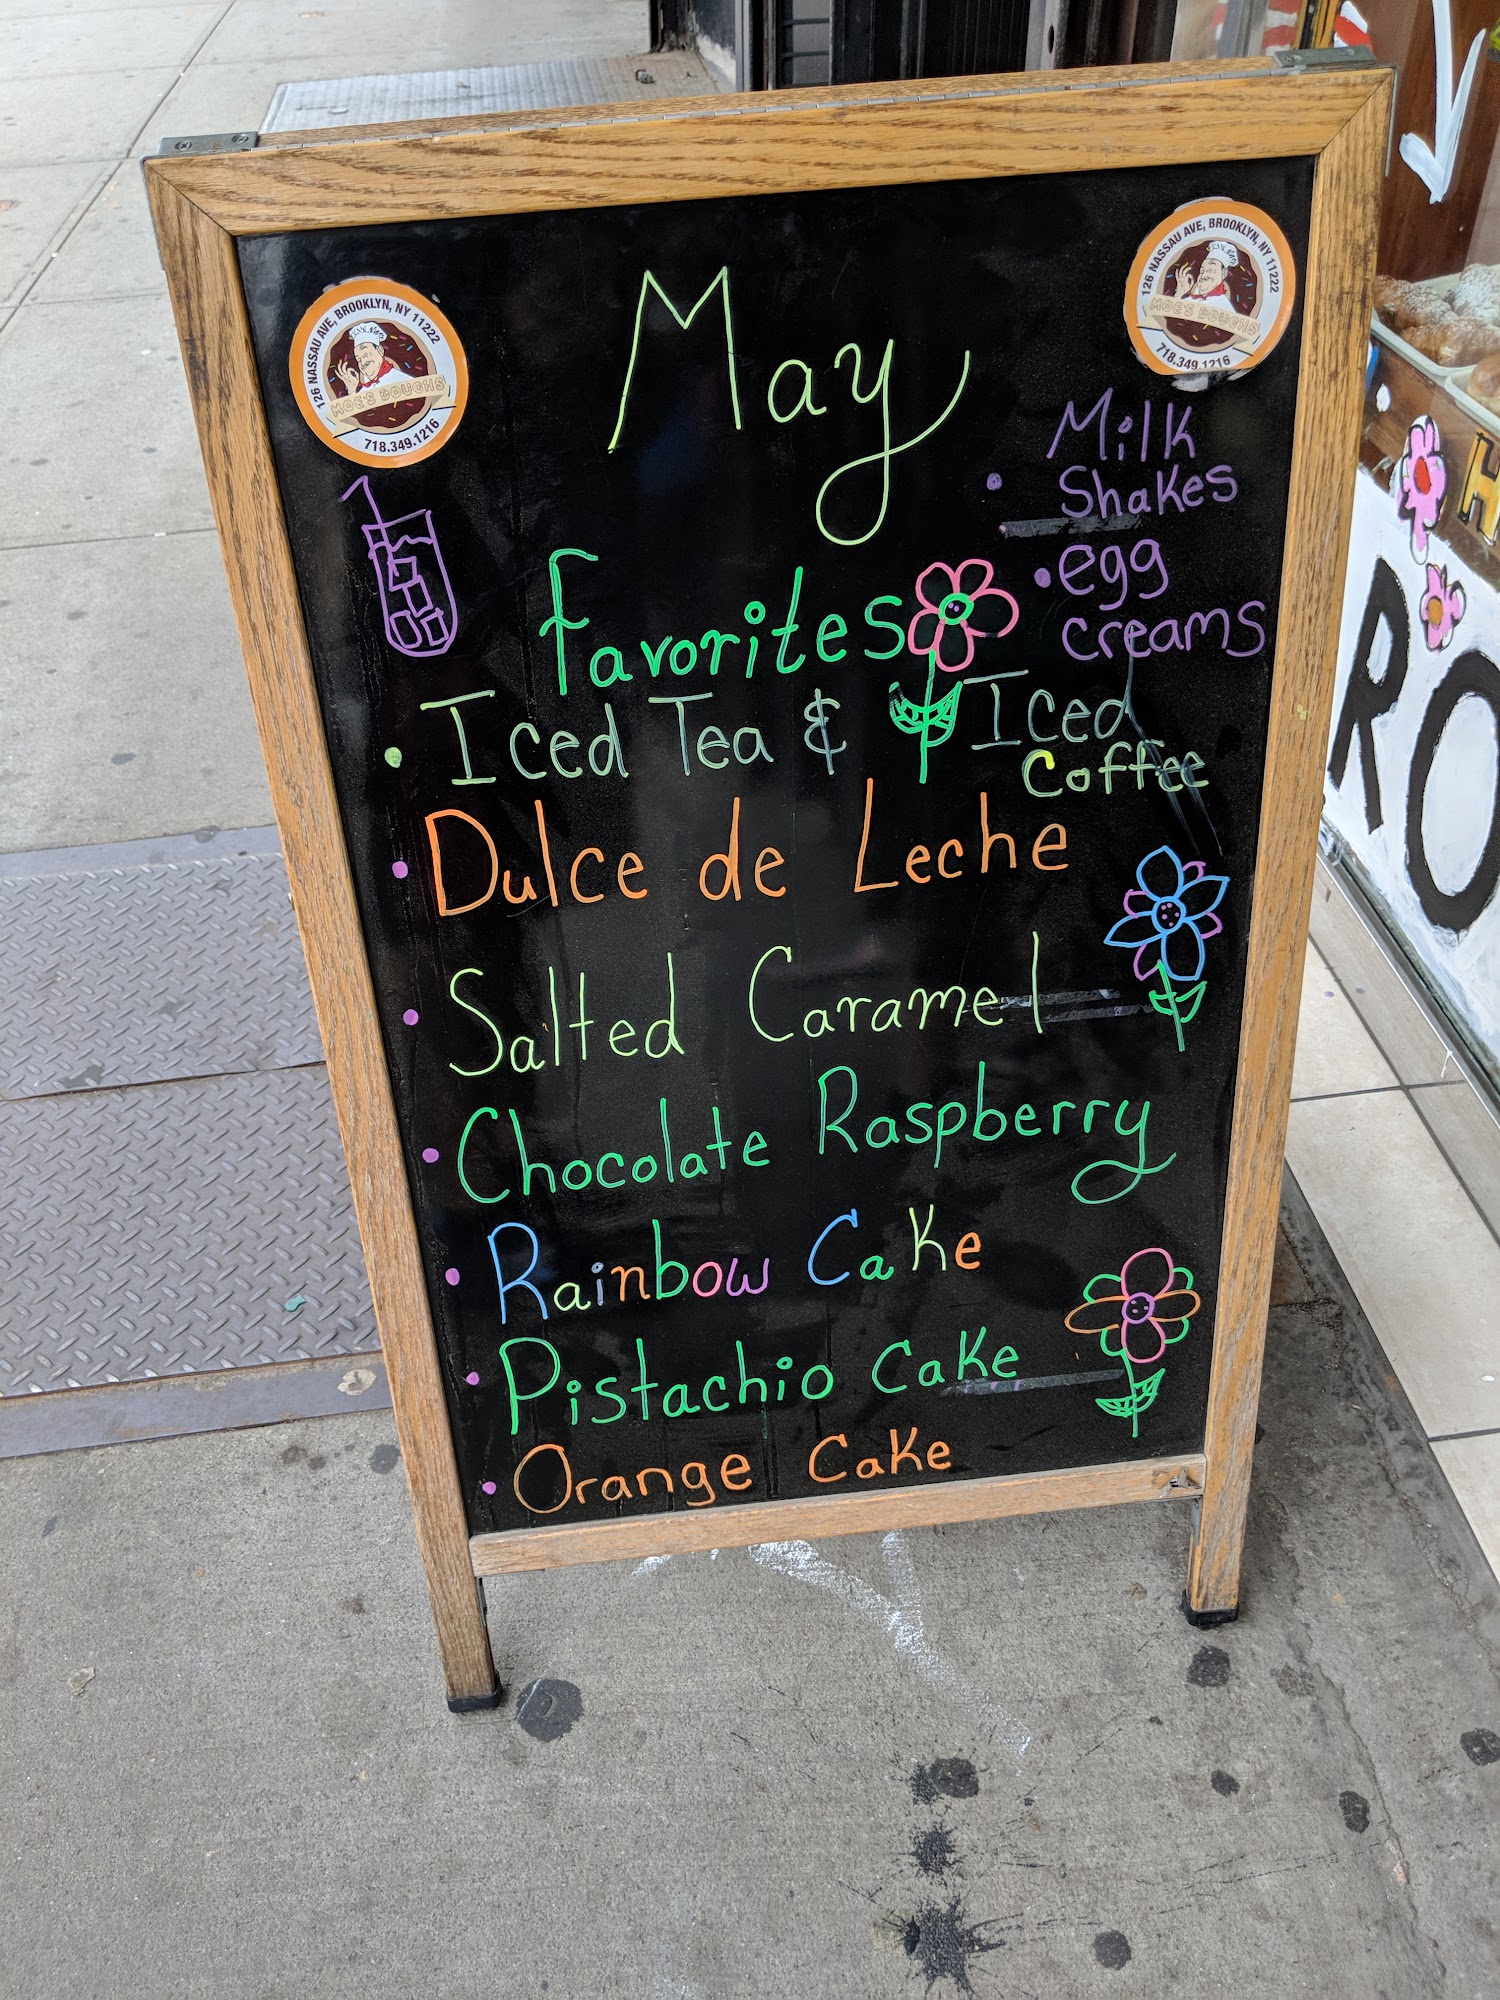 126 NASSAU AVE, BROOKLYN, NY 11222
MOE'S DOUGHS
718.349.1216
126 NASSAU AVE, BROOKLYN, NY 11222
MOE'S DOUGHS
718.349.1216
May
Favorites
• Milk
Shakes
• egg
creams
• Iced Tea & Iced
Coffee
• Dulce de Leche
• Salted Caramel
• Chocolate Raspberry
• Rainbow Cake
• Pistachio Cake
• Orange Cake
H
RO